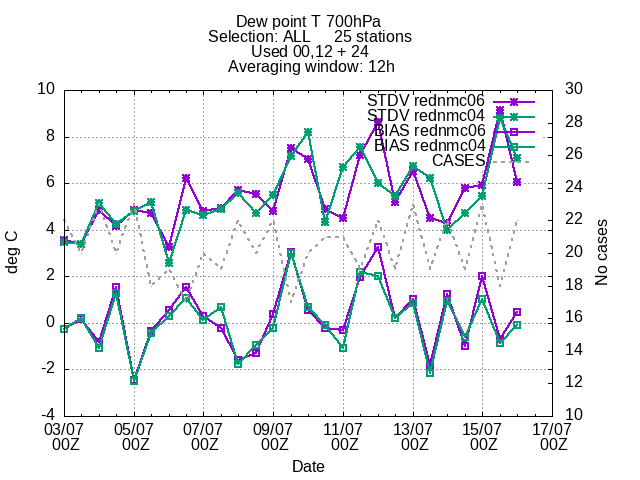 Dew point T 700hPa
Selection: ALL 25 stations
Used 00,12 + 24
Averaging window: 12h
10
8
6
4
2
0
-2
-4
30
28
26
24
22
20
18
16
14
12
10
deg C
No cases
STDV rednmc06
STDV rednmc04
BIAS rednmc06
BIAS rednmc04
CASES
03/07 05/07 07/07 09/07 11/07 13/07 15/07 17/07
00Z 00Z 00Z 00Z 00Z 00Z 00Z 00Z
Date